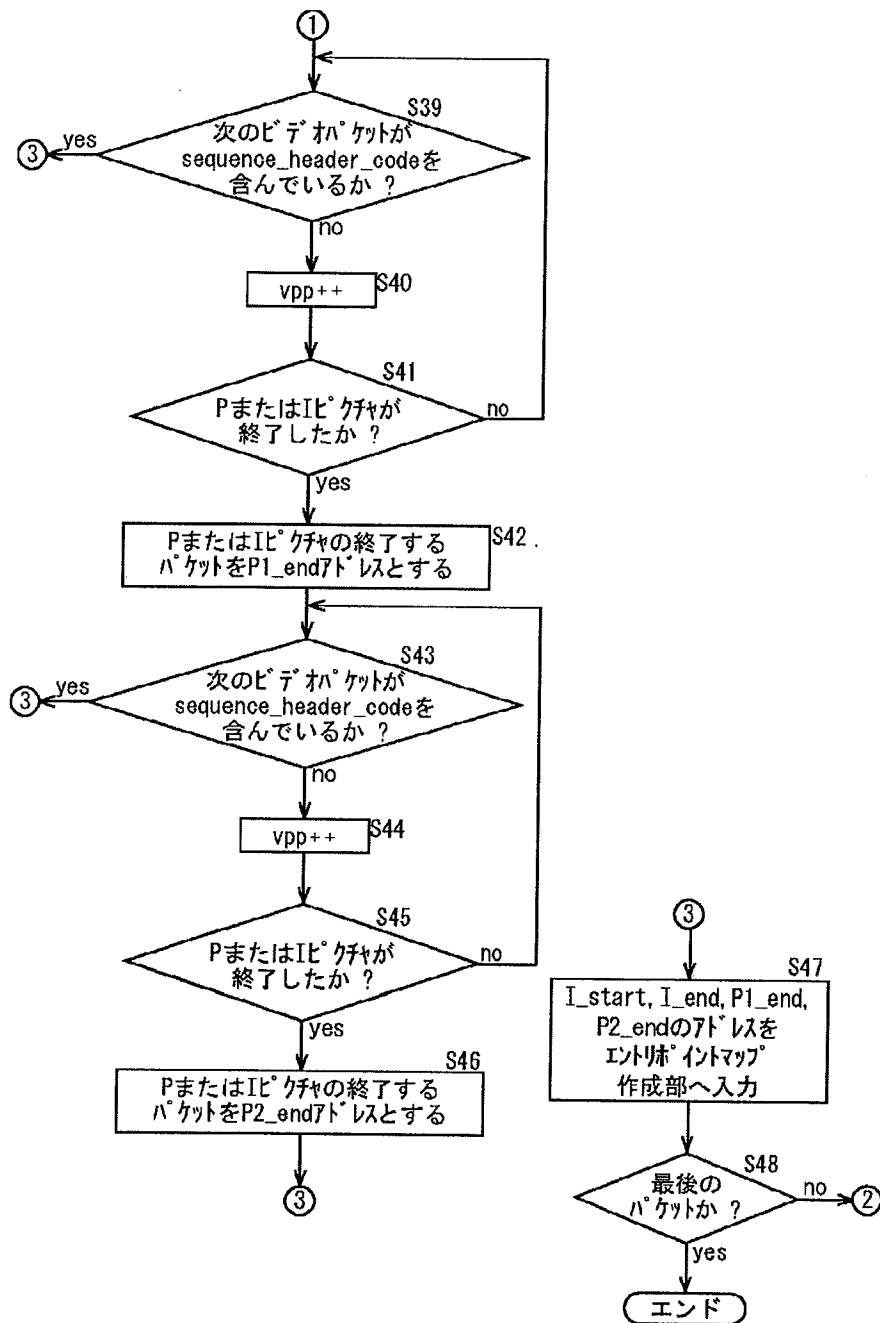 ①
S39
次のビデオパケットが
sequence_header_codeを
含んでいるか ?
yes
③
no
vpp++
S40
S41
PまたはIピクチャが
終了したか ?
no
yes
PまたはIピクチャの終了する
パケットをP1_endアドレスとする
S42
S43
次のビデオパケットが
sequence_header_codeを
含んでいるか ?
yes
③
no
vpp++
S44
S45
PまたはIピクチャが
終了したか ?
no
yes
S46
PまたはIピクチャの終了する
パケットをP2_endアドレスとする
③
③
S47
I_start, I_end, P1_end,
P2_endのアドレスを
エントリポイントマップ
作成部へ入力
S48
最後の
パケットか ?
no
②
yes
エンド